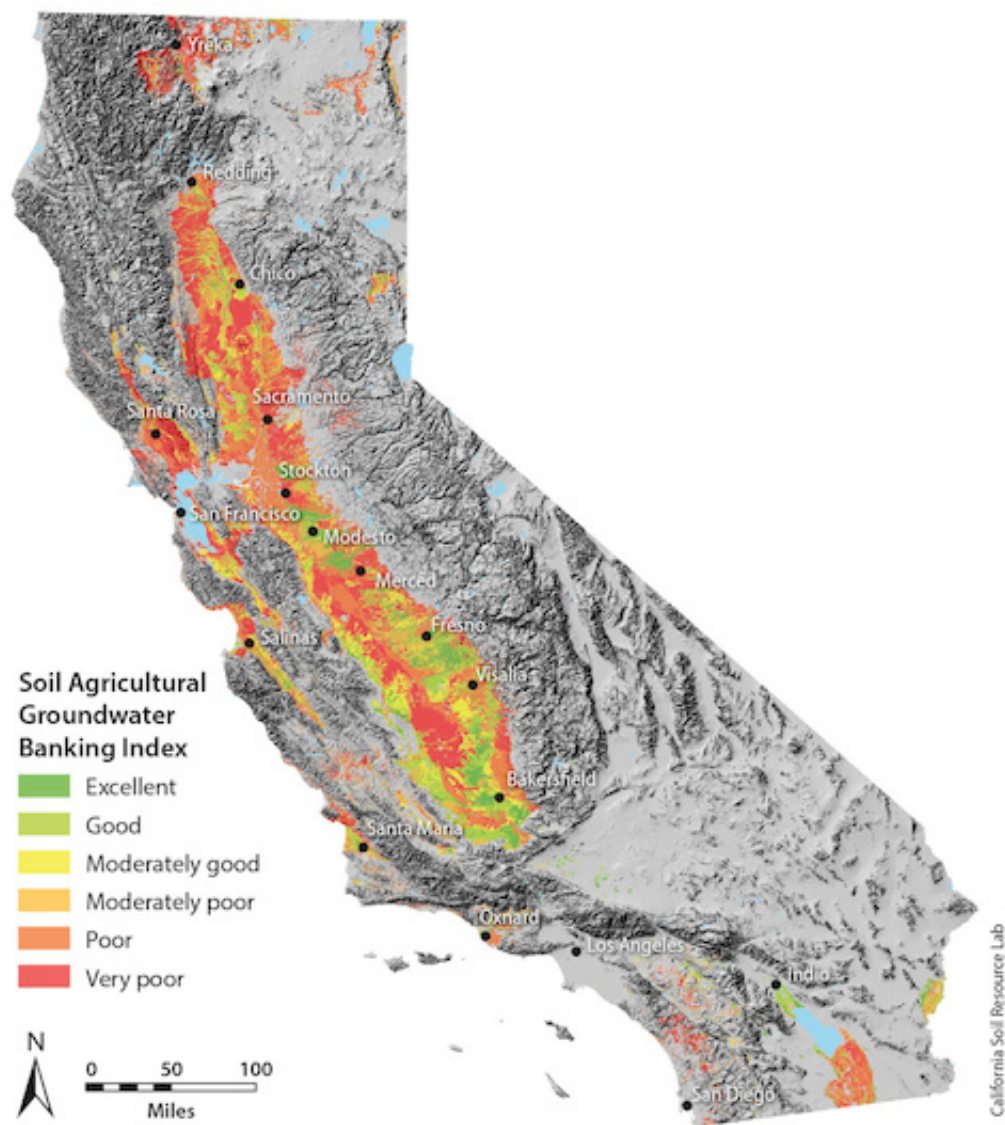 Yreka
Redding
Chico
Sacramento
Santa Rosa
Stockton
San Francisco
Modesto
Merced
Fresno
Salinas
Visalia
Soil Agricultural
Groundwater
Banking Index
Excellent
Good
Moderately good
Moderately poor
Poor
Very poor
Bakersfield
Santa Maria
Oxnard
Los Angeles
Indio
San Diego
N
0 50 100
Miles
California Soil Resource Lab